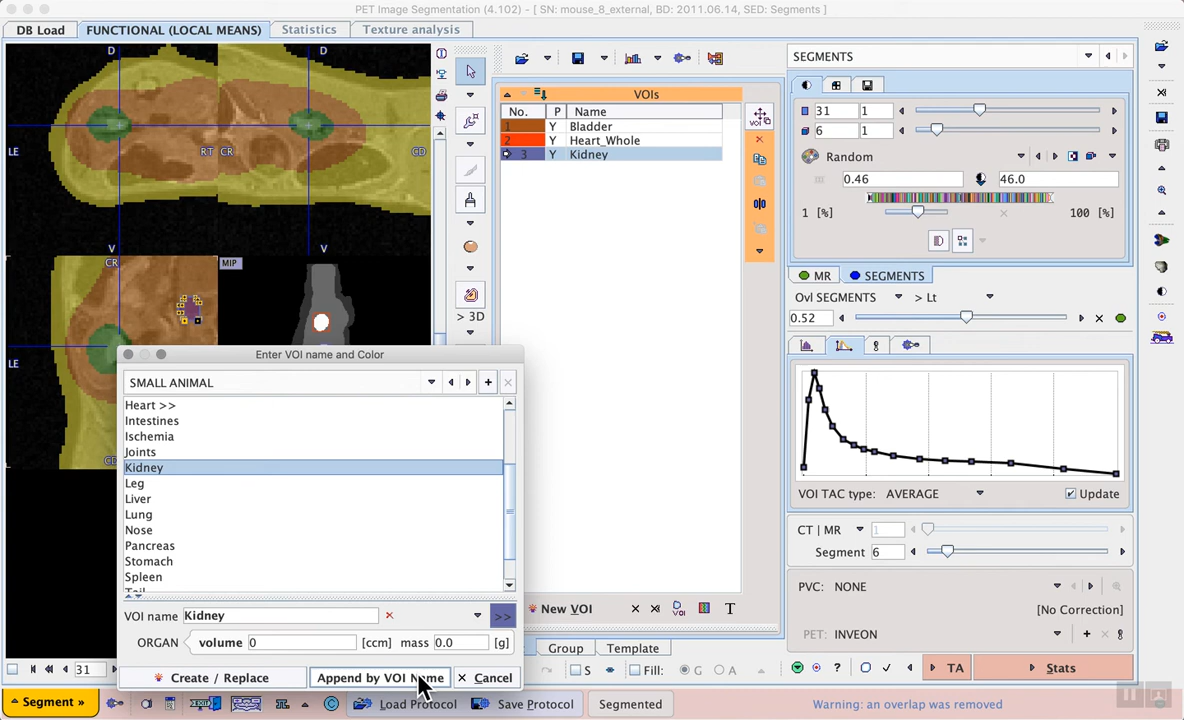 PET Image Segmentation (4.102) - [ SN: mouse_8_external, BD: 2011.06.14, SED: Segments ]
DB Load
FUNCTIONAL (LOCAL MEANS)
Statistics
Texture analysis
D
D
LE
RT
CR
CD
V
V
CR
MIP
LE
VOIs
No.
P
Name
1
Y
Bladder
2
Y
Heart_Whole
3
Y
Kidney
VOI
SEGMENTS
31
1
6
1
Random
0.46
46.0
1 [%]
100 [%]
MR
SEGMENTS
Ovl SEGMENTS
> Lt
0.52
> 3D
VOI TAC type: AVERAGE
Update
CT | MR
1
Segment 6
PVC: NONE
[No Correction]
PET: INVEON
TA
Stats
Enter VOI name and Color
SMALL ANIMAL
Heart >>
Intestines
Ischemia
Joints
Kidney
Leg
Liver
Lung
Nose
Pancreas
Stomach
Spleen
VOI name
Kidney
>>
ORGAN
volume 0
[ccm]
mass 0.0
[g]
Create / Replace
Append by VOI Name
Cancel
New VOI
T
Group
Template
S
Fill:
G
A
31
Segment »
Load Protocol
Save Protocol
Segmented
Warning: an overlap was removed